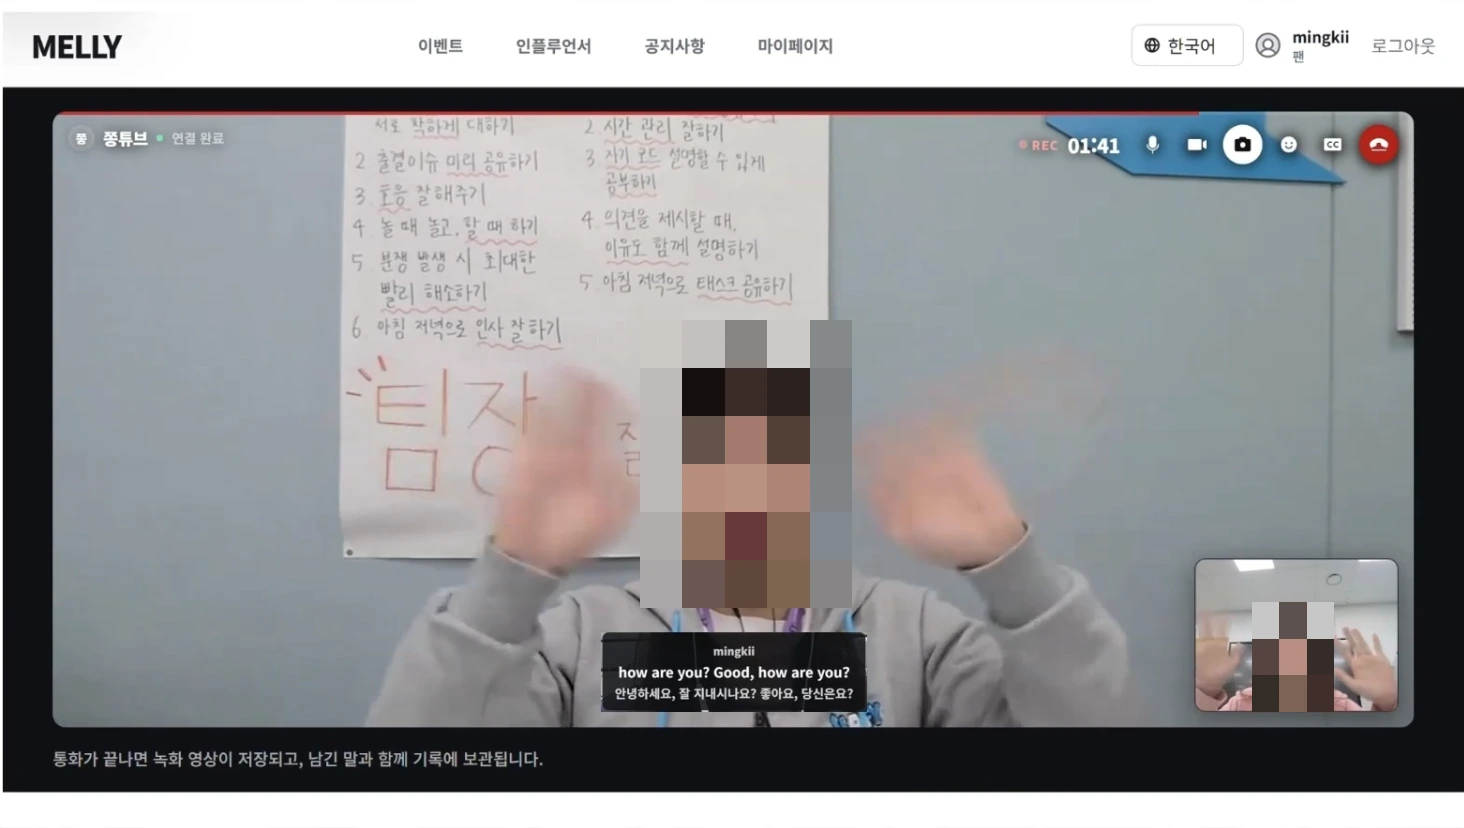 MELLY
이벤트
인플루언서
공지사항
마이페이지
한국어
mingkii
팬
로그아웃
쫑
쫑튜브
연결 완료
REC
01:41
CC
서로 착하게 대하기
2 출결이슈 미리 공유하기
3. 호응 잘해주기
4. 놀 때 놀고, 할 때 하기
5. 분쟁 발생 시 최대한
빨리 해소하기
6. 아침 저녁으로 인사 잘하기
2. 시간 관리 잘하기
3 자기 코드 설명할 수 있게
공부하기
4. 의견을 제시할 때,
이유도 함께 설명하기
5. 아침 저녁으로 태스크 공유하기
팀장
mingkii
how are you? Good, how are you?
안녕하세요, 잘 지내시나요? 좋아요, 당신은요?
통화가 끝나면 녹화 영상이 저장되고, 남긴 말과 함께 기록에 보관됩니다.